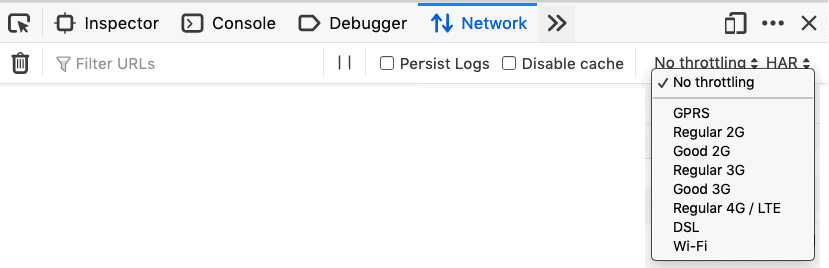 Inspector Console Debugger Network
Filter URLs Persist Logs Disable cache No throttling HAR
✓ No throttling
GPRS
Regular 2G
Good 2G
Regular 3G
Good 3G
Regular 4G / LTE
DSL
Wi-Fi